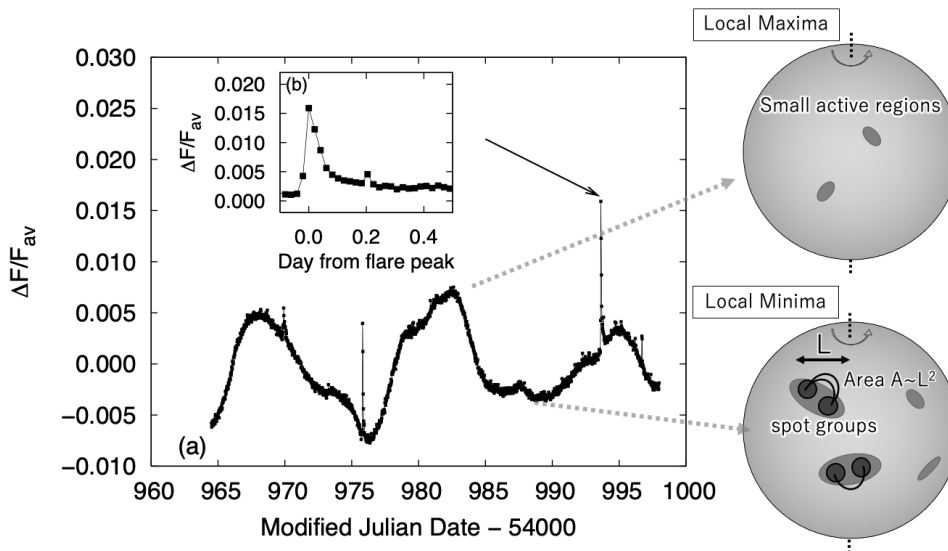 0.030
0.025
0.020
0.015
0.010
0.005
0.000
−0.005
−0.010
ΔF/Fav
960 965 970 975 980 985 990 995 1000
Modified Julian Date − 54000
(a)
(b)
0.020
0.015
0.010
0.005
0.000
ΔF/Fav
0.0 0.2 0.4
Day from flare peak
Local Maxima
Small active regions
Local Minima
L
Area A~L²
spot groups